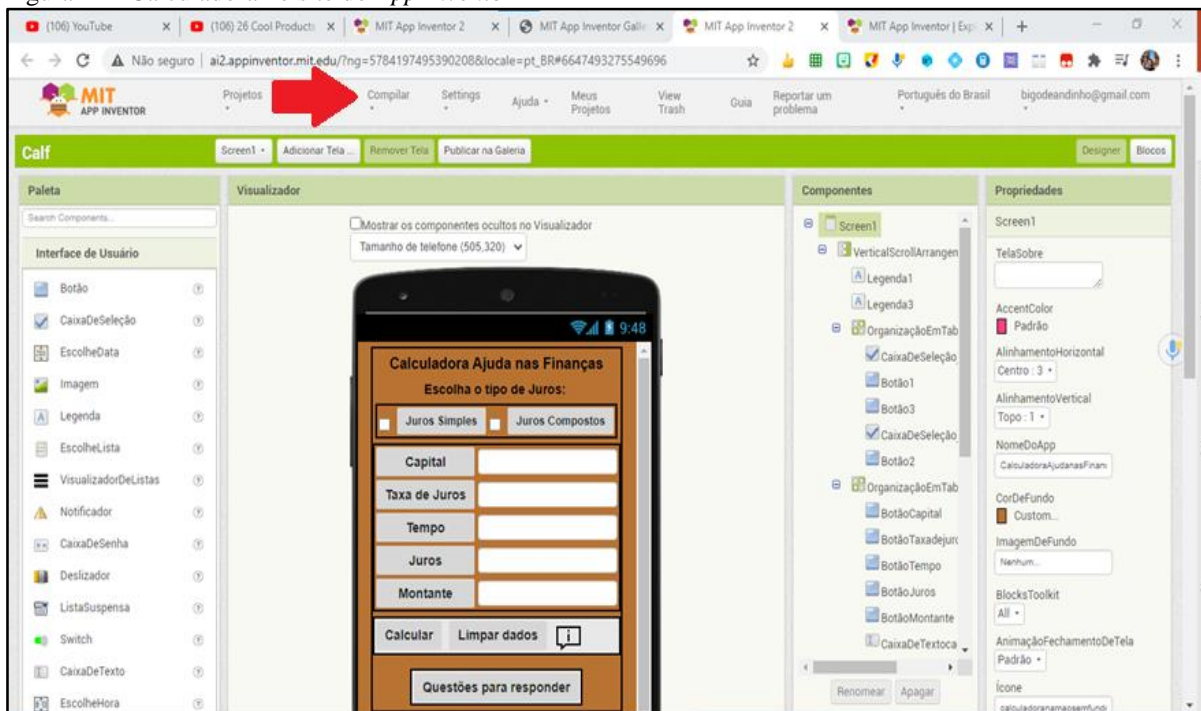 (106) YouTube
(106) 26 Cool Products
MIT App Inventor 2
MIT App Inventor Galle
MIT App Inventor 2
MIT App Inventor | Exp
Não seguro | ai2.appinventor.mit.edu/?ng=5784197495390208&locale=pt_BR#6647493275549696
MIT
APP INVENTOR
Projetos
Compilar
Settings
Ajuda
Meus
Projetos
View
Trash
Guia
Reportar um
problema
Português do Brasil
bigodeandinho@gmail.com
Calf
Screen1
Adicionar Tela ...
Remover Tela
Publicar na Galeria
Designer
Blocos
Paleta
Search Components...
Interface de Usuário
Botão
CaixaDeSeleção
EscolheData
Imagem
Legenda
EscolheLista
VisualizadorDeListas
Notificador
CaixaDeSenha
Deslizador
ListaSuspensa
Switch
CaixaDeTexto
EscolheHora
Visualizador
Mostrar os componentes ocultos no Visualizador
Tamanho de telefone (505,320)
9:48
Calculadora Ajuda nas Finanças
Escolha o tipo de Juros:
Juros Simples
Juros Compostos
Capital
Taxa de Juros
Tempo
Juros
Montante
Calcular
Limpar dados
Questões para responder
Componentes
Screen1
VerticalScrollArrangen
Legenda1
Legenda3
OrganizaçãoEmTab
CaixaDeSeleção
Botão1
Botão3
CaixaDeSeleção
Botão2
OrganizaçãoEmTab
BotãoCapital
BotãoTaxadejuro
BotãoTempo
BotãoJuros
BotãoMontante
CaixaDeTextoca
Renomear
Apagar
Propriedades
Screen1
TelaSobre
AccentColor
Padrão
AlinhamentoHorizontal
Centro : 3
AlinhamentoVertical
Topo : 1
NomeDoApp
CalculadoraAjudanasFinan
CorDeFundo
Custom...
ImagemDeFundo
Nenhum...
BlocksToolkit
All
AnimaçãoFechamentoDeTela
Padrão
Ícone